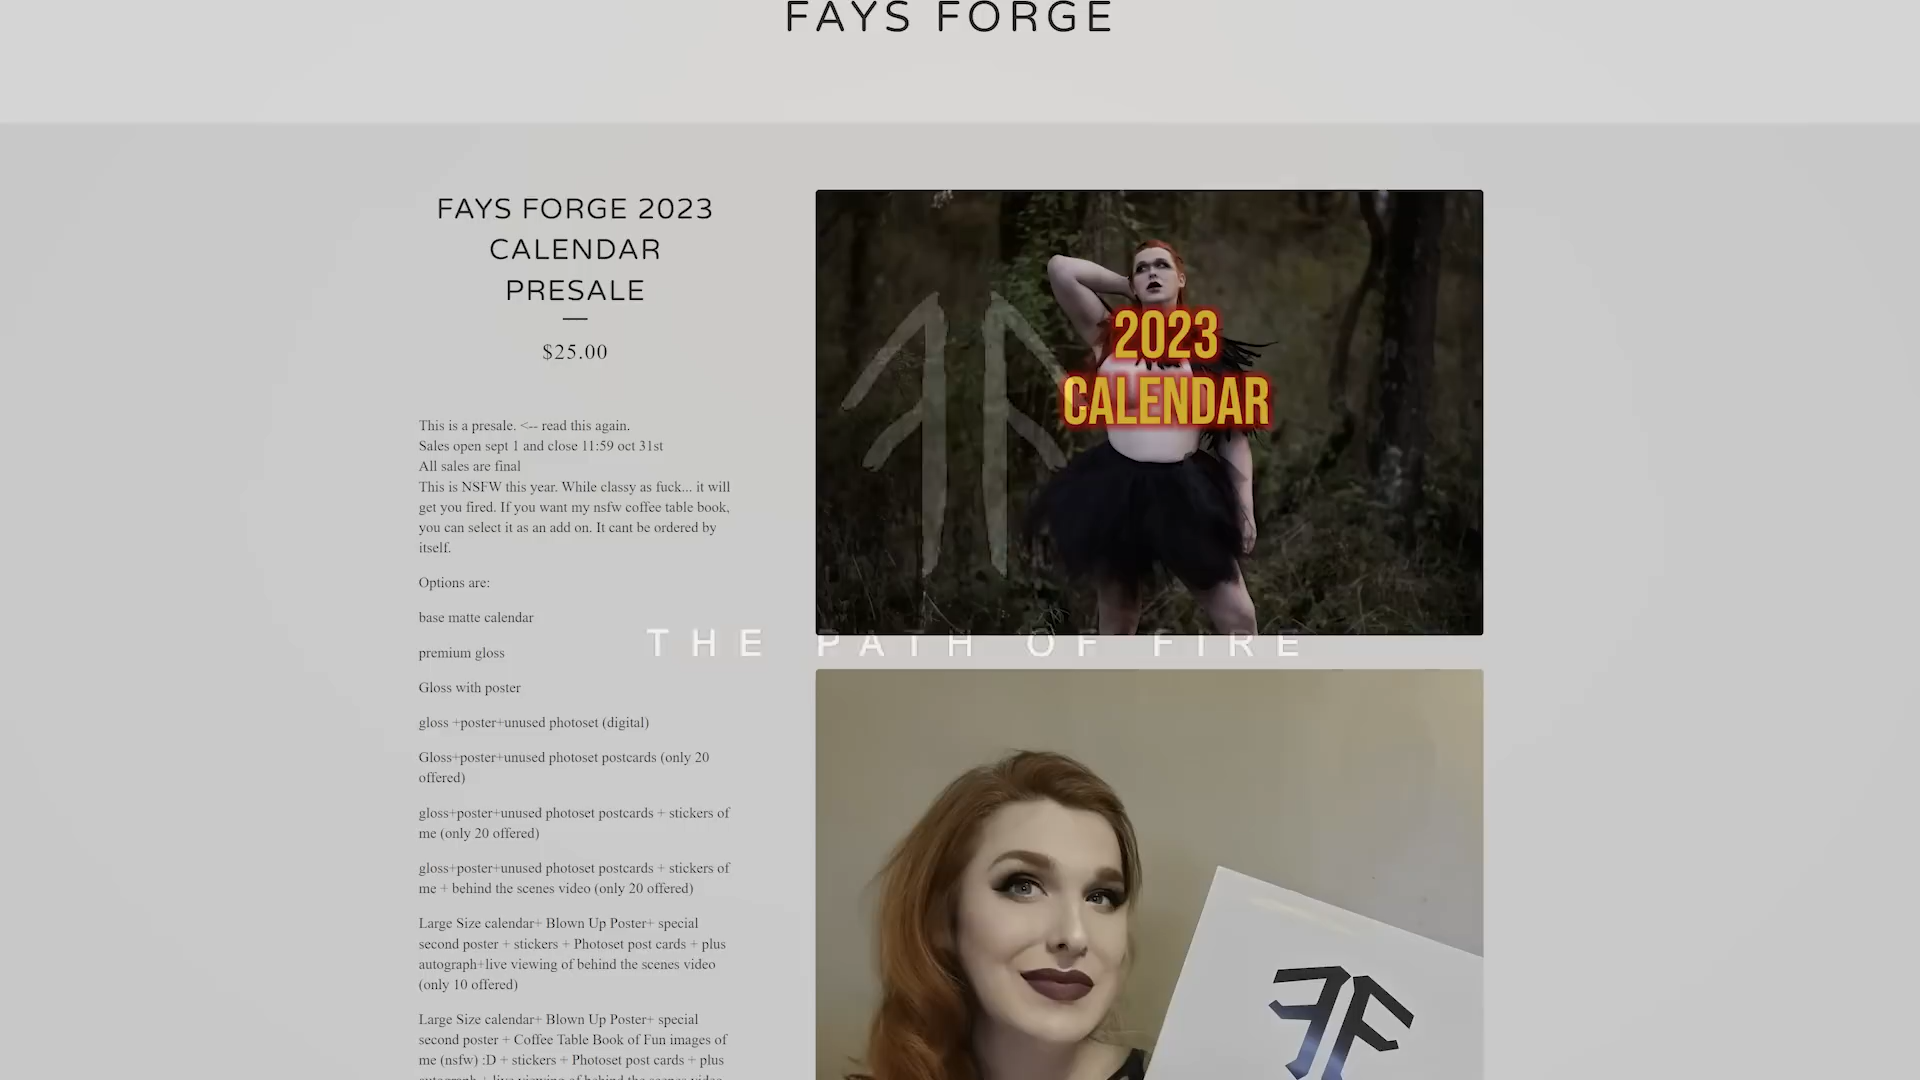 FAYS FORGE
FAYS FORGE 2023
CALENDAR
PRESALE
$25.00
This is a presale. <-- read this again.
Sales open sept 1 and close 11:59 oct 31st
All sales are final
This is NSFW this year. While classy as fuck... it will
get you fired. If you want my nsfw coffee table book,
you can select it as an add on. It cant be ordered by
itself.
Options are:
base matte calendar
premium gloss
Gloss with poster
gloss +poster+unused photoset (digital)
Gloss+poster+unused photoset postcards (only 20
offered)
gloss+poster+unused photoset postcards + stickers of
me (only 20 offered)
gloss+poster+unused photoset postcards + stickers of
me + behind the scenes video (only 20 offered)
Large Size calendar+ Blown Up Poster+ special
second poster + stickers + Photoset post cards + plus
autograph+live viewing of behind the scenes video
(only 10 offered)
Large Size calendar+ Blown Up Poster+ special
second poster + Coffee Table Book of Fun images of
me (nsfw) :D + stickers + Photoset post cards + plus
autograph + live viewing of behind the scenes video
2023
CALENDAR
THE PATH OF FIRE